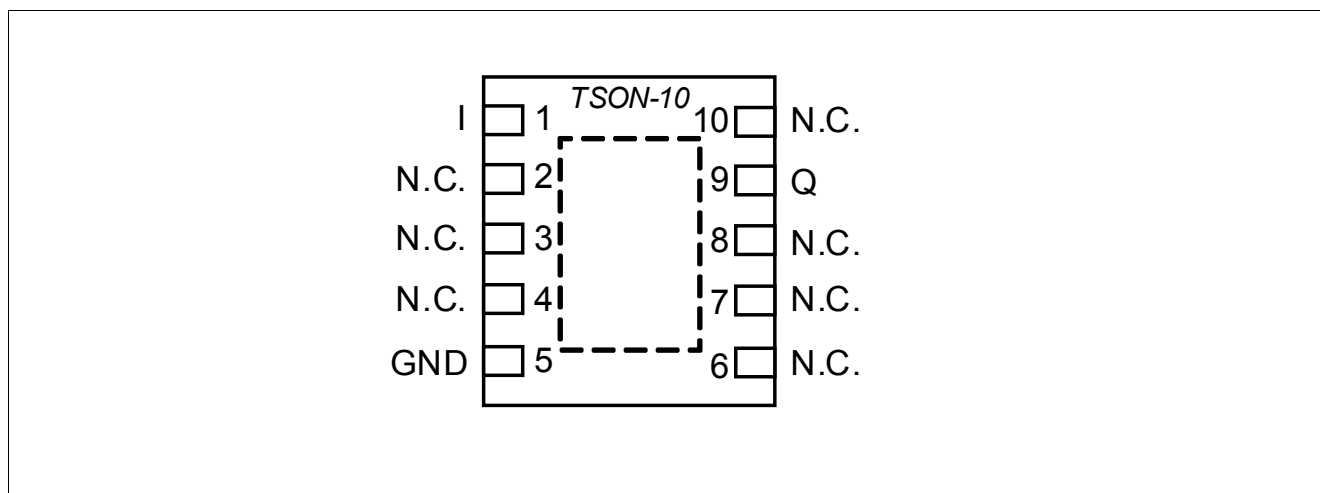 TSON-10
I 1 10 N.C.
N.C. 2 9 Q
N.C. 3 8 N.C.
N.C. 4 7 N.C.
GND 5 6 N.C.